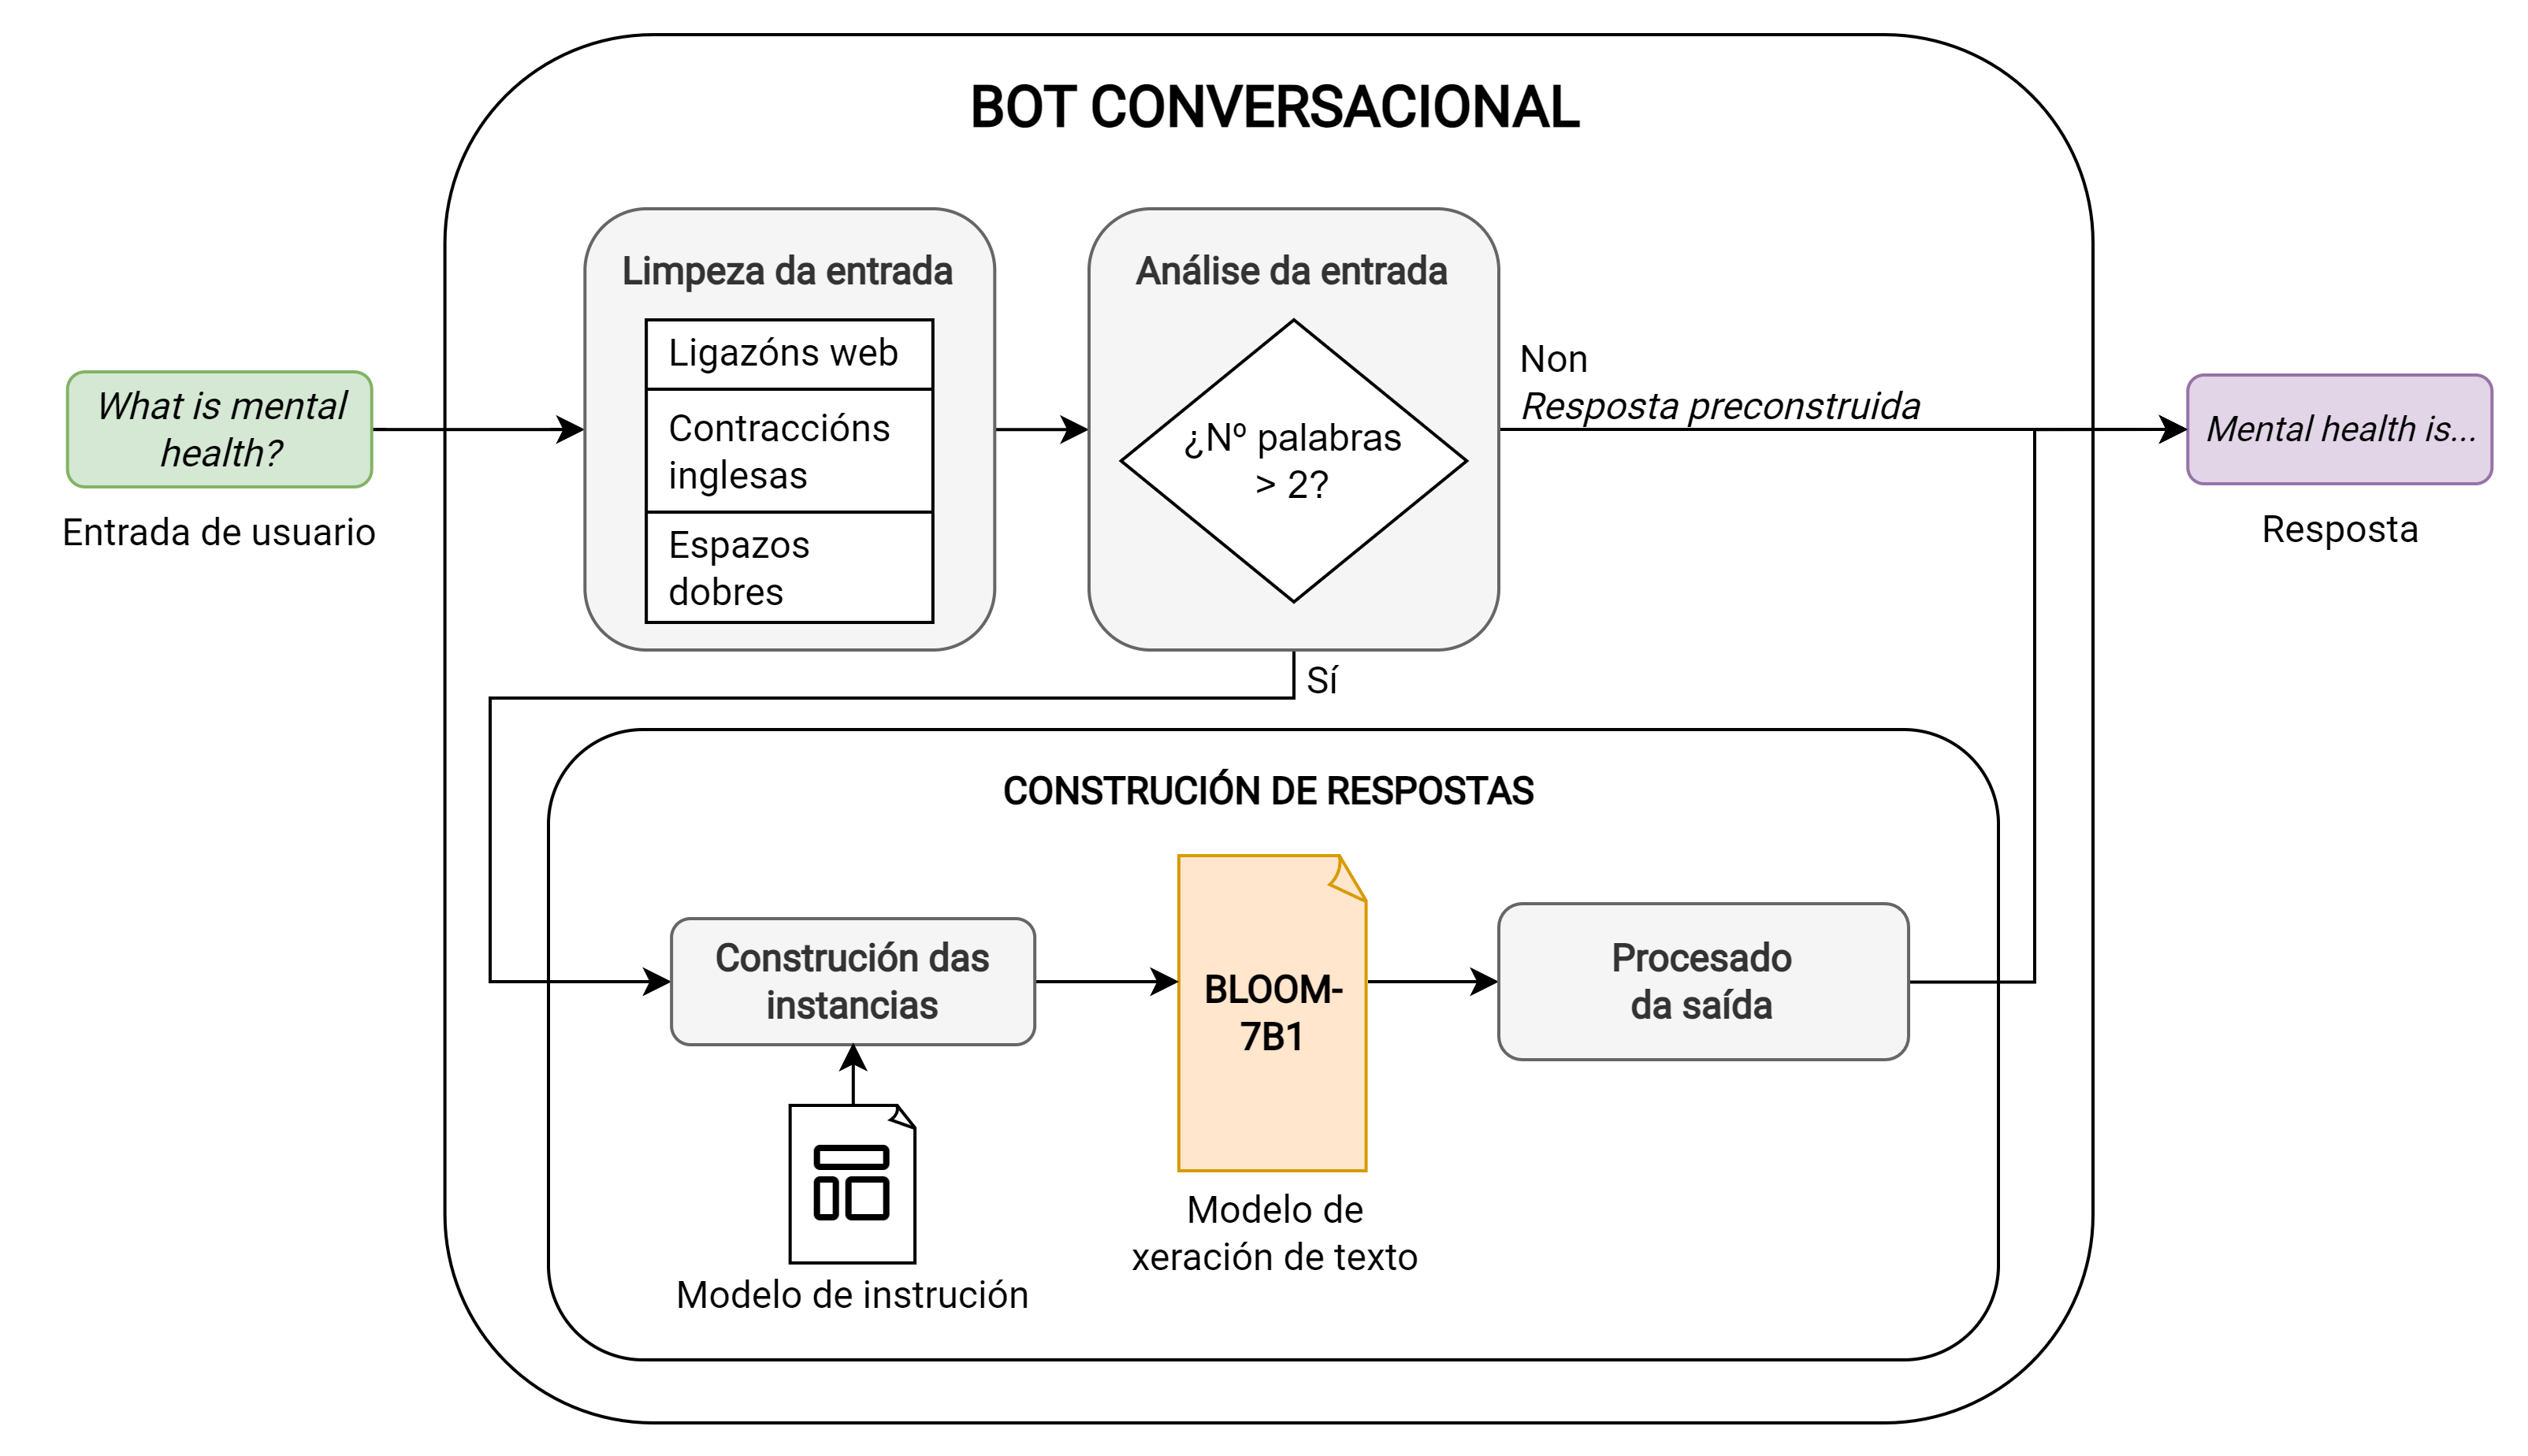 BOT CONVERSACIONAL
What is mental
health?
Entrada de usuario
Limpeza da entrada
Ligazóns web
Contraccións
inglesas
Espazos
dobres
Análise da entrada
¿Nº palabras
> 2?
Non
Resposta preconstruida
Sí
Mental health is...
Resposta
CONSTRUCIÓN DE RESPOSTAS
Construción das
instancias
Modelo de instrución
BLOOM-
7B1
Modelo de
xeración de texto
Procesado
da saída